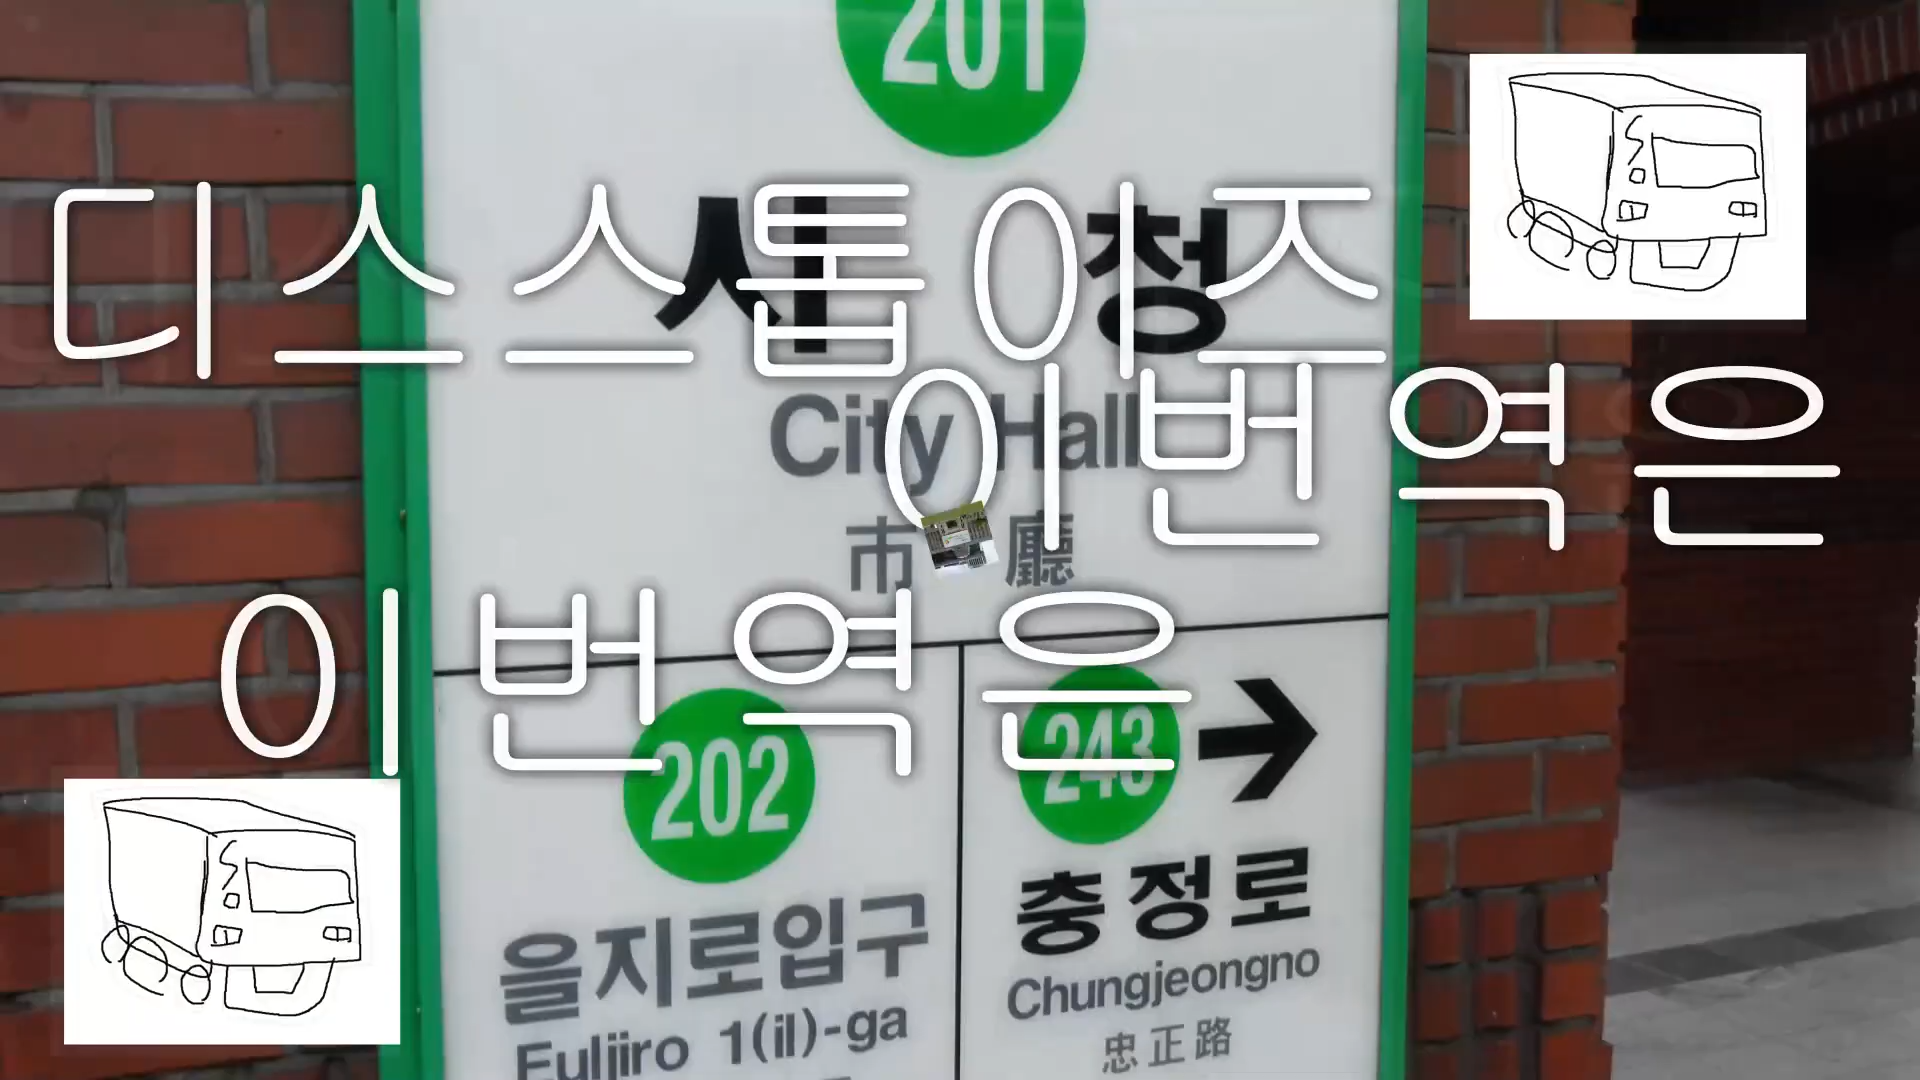 201
디스스톱이즈
시 청
City Hall
이번역은
市 廳
이번역은
202
243
을지로입구
Euljiro 1(il)-ga
충정로
Chungjeongno
忠正路